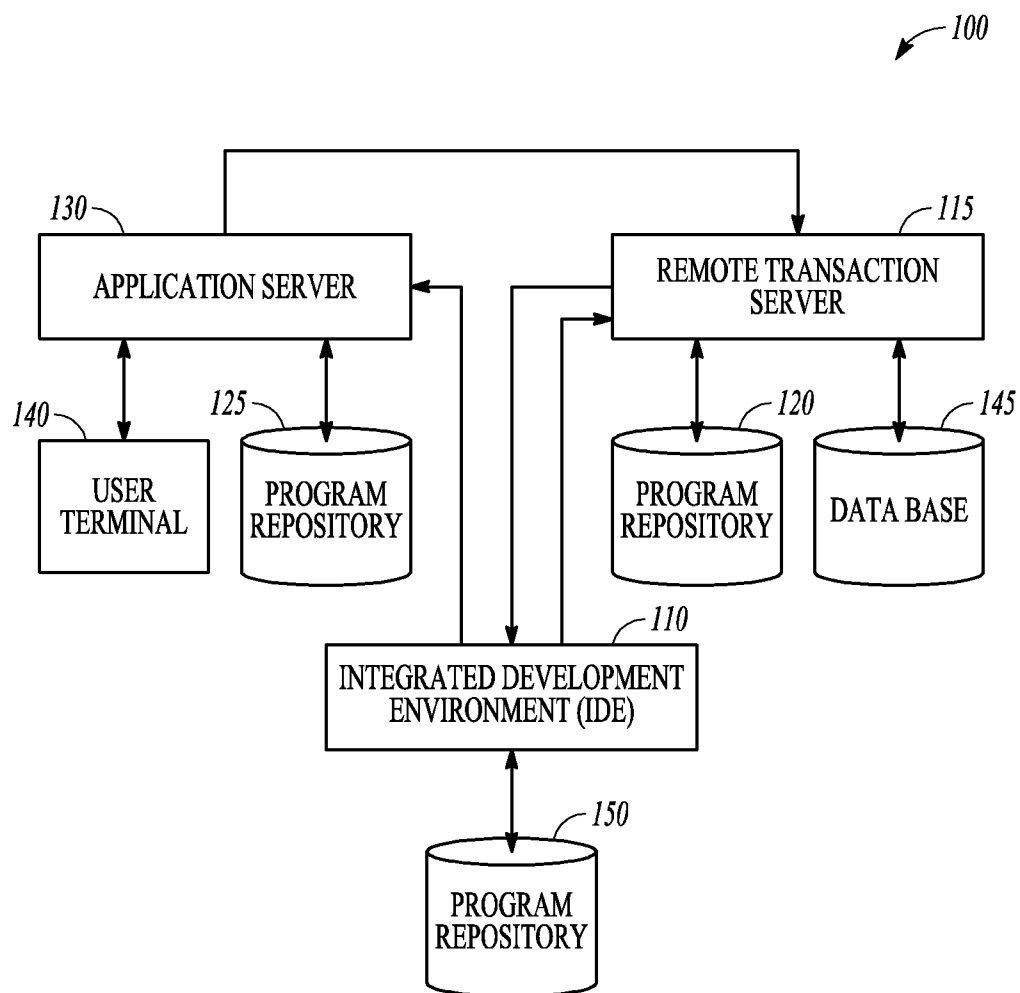 100
130
115
APPLICATION SERVER
REMOTE TRANSACTION
SERVER
140
125
120
145
USER
TERMINAL
PROGRAM
REPOSITORY
PROGRAM
REPOSITORY
DATA BASE
110
INTEGRATED DEVELOPMENT
ENVIRONMENT (IDE)
150
PROGRAM
REPOSITORY